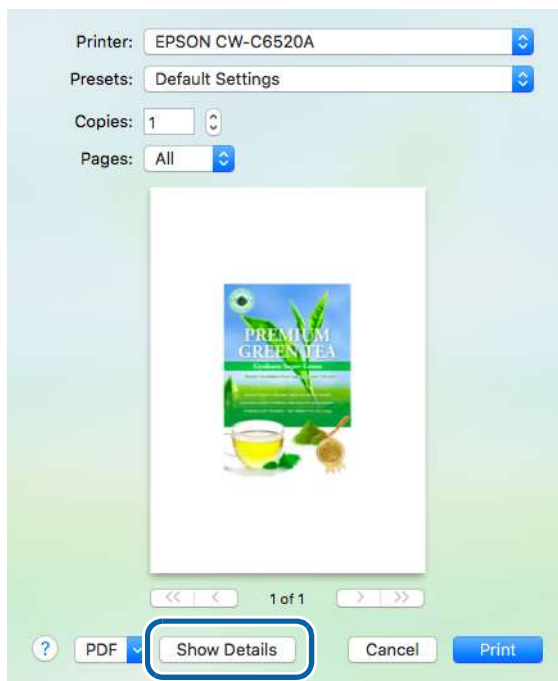 Printer: EPSON CW-C6520A
Presets: Default Settings
Copies: 1
Pages: All
PREMIUM
GREEN TEA
<< < 1 of 1 > >>
? PDF Show Details Cancel Print